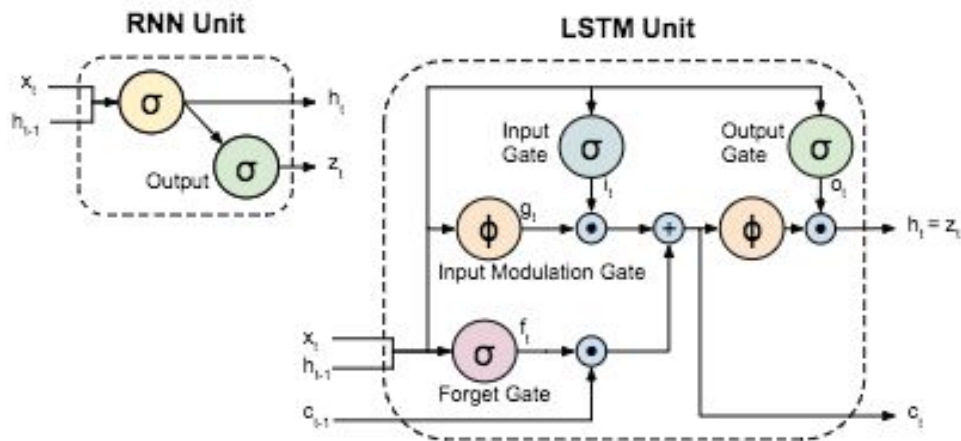 RNN Unit
x_t
h_t-1
σ
h_t
Output
σ
z_t
LSTM Unit
Input
Gate
σ
i_t
Output
Gate
σ
o_t
ϕ
g_t
+
ϕ
h_t = z_t
Input Modulation Gate
x_t
h_t-1
σ
f_t
Forget Gate
c_t-1
c_t